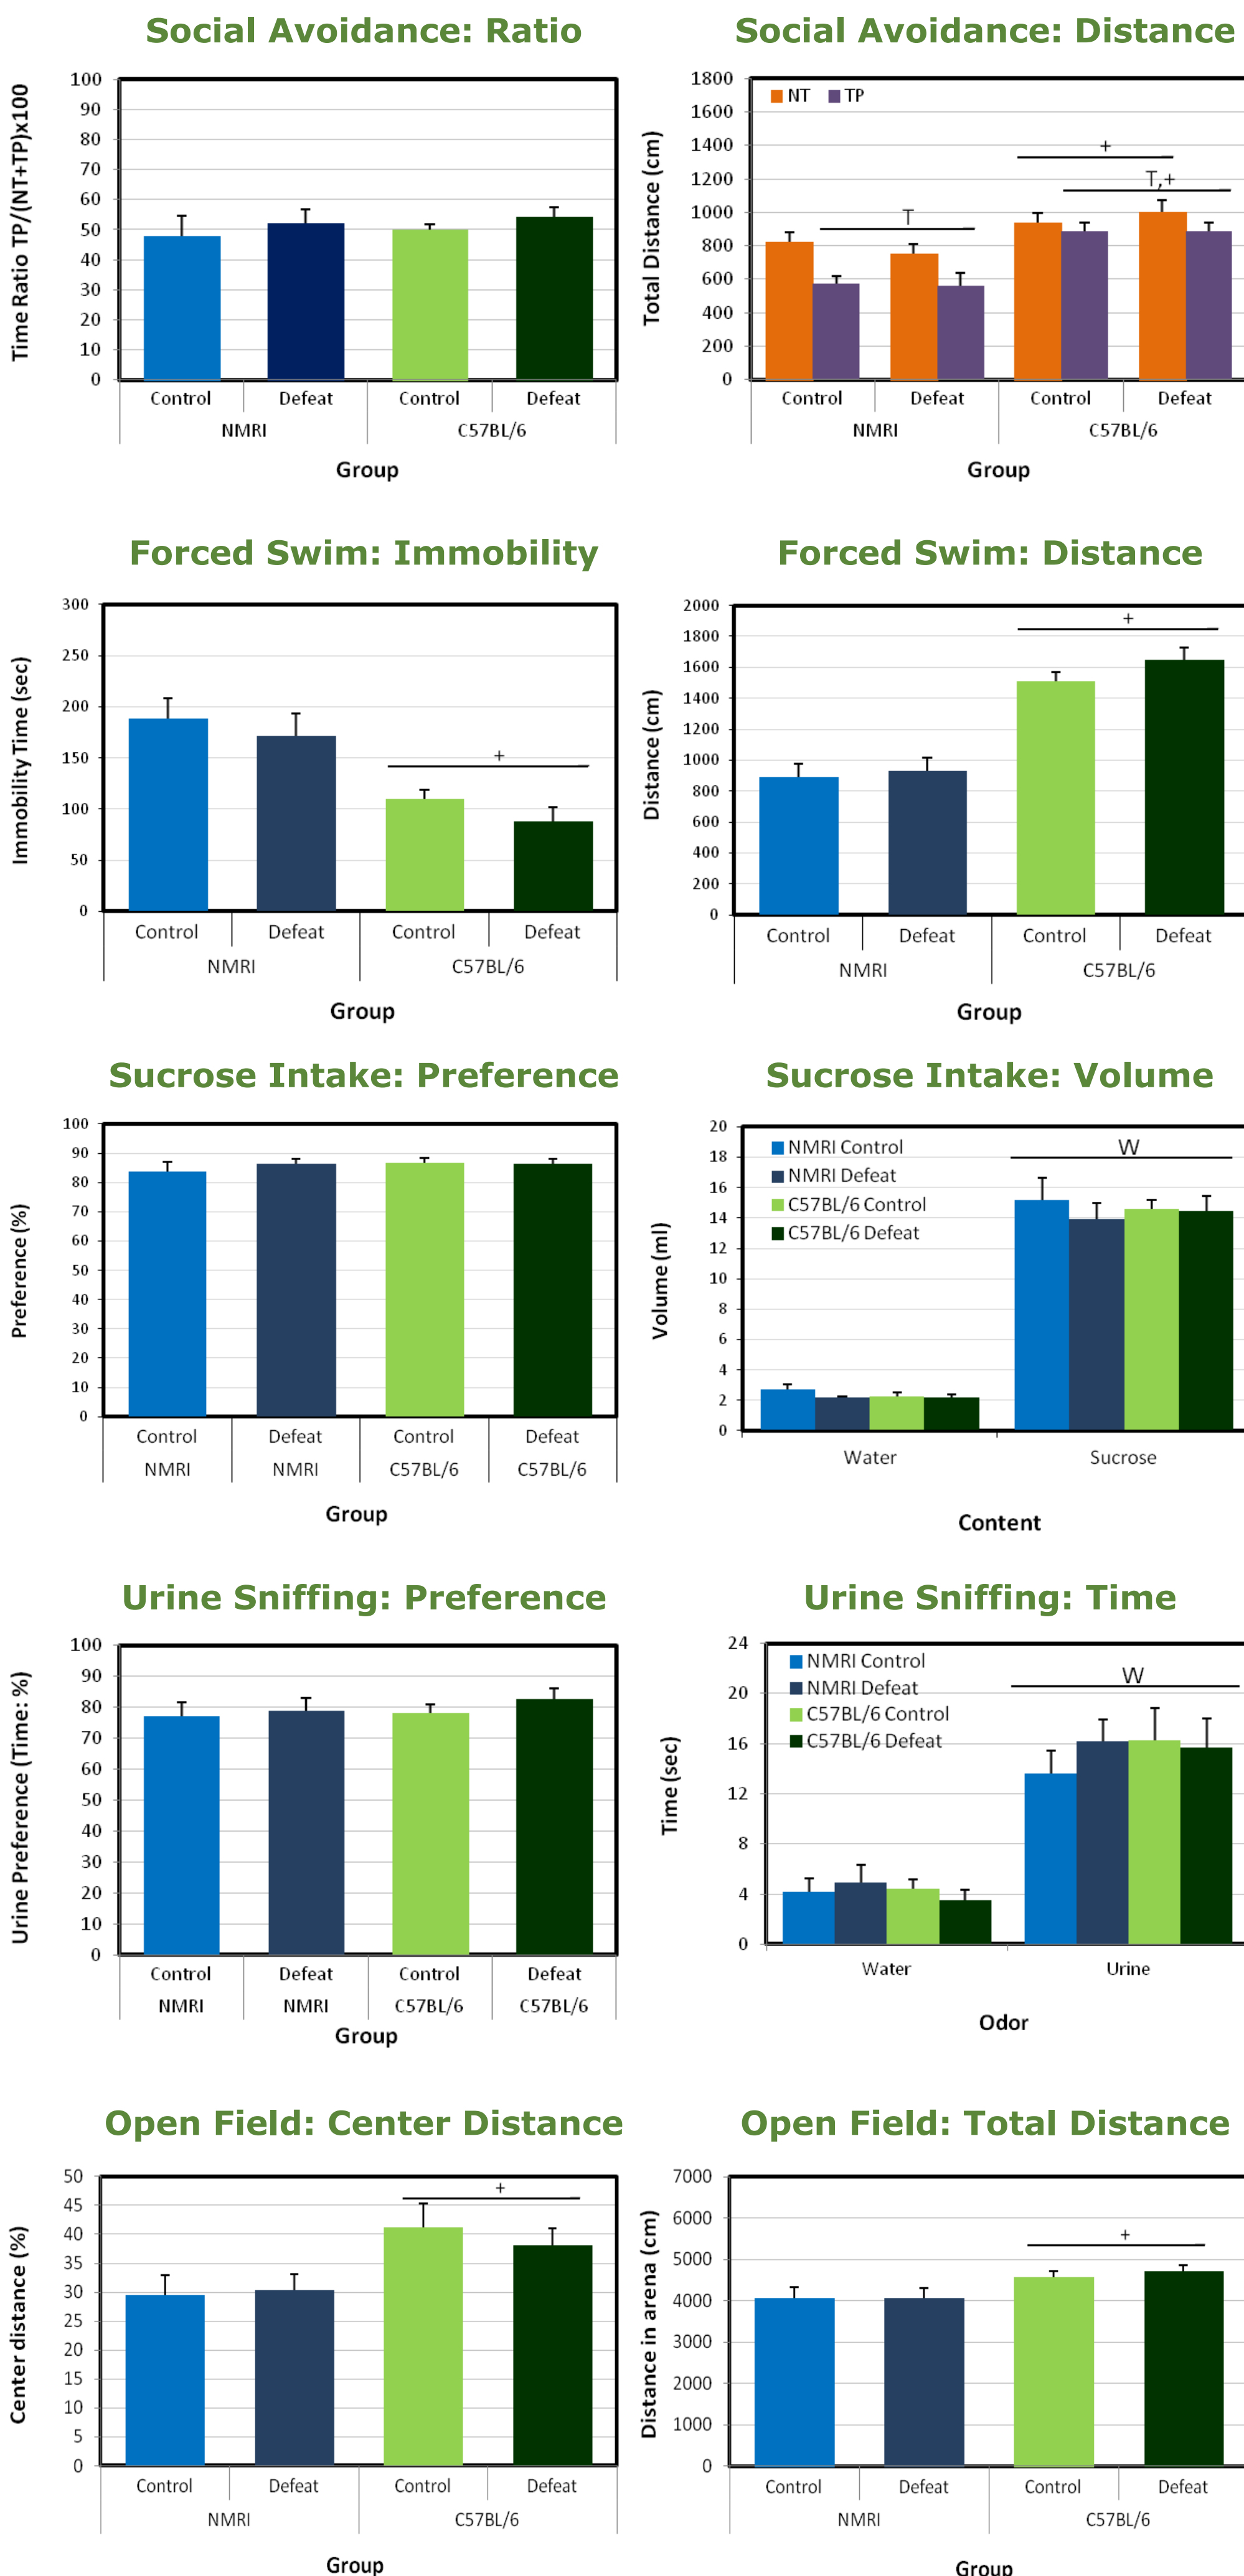 Social Avoidance: Ratio
Time Ratio TP/(NT+TP)x100
100
90
80
70
60
50
40
30
20
10
0
Control Defeat Control Defeat
NMRI C57BL/6
Group
Social Avoidance: Distance
Total Distance (cm)
1800
1600
1400
1200
1000
800
600
400
200
0
NT TP
+
T,+
T
Control Defeat Control Defeat
NMRI C57BL/6
Group
Forced Swim: Immobility
Immobility Time (sec)
300
250
200
150
100
50
0
+
Control Defeat Control Defeat
NMRI C57BL/6
Group
Forced Swim: Distance
Distance (cm)
2000
1800
1600
1400
1200
1000
800
600
400
200
0
+
Control Defeat Control Defeat
NMRI C57BL/6
Group
Sucrose Intake: Preference
Preference (%)
100
90
80
70
60
50
40
30
20
10
0
Control Defeat Control Defeat
NMRI NMRI C57BL/6 C57BL/6
Group
Sucrose Intake: Volume
Volume (ml)
20
18
16
14
12
10
8
6
4
2
0
NMRI Control
NMRI Defeat
C57BL/6 Control
C57BL/6 Defeat
W
Water Sucrose
Content
Urine Sniffing: Preference
Urine Preference (Time: %)
100
90
80
70
60
50
40
30
20
10
0
Control Defeat Control Defeat
NMRI NMRI C57BL/6 C57BL/6
Group
Urine Sniffing: Time
Time (sec)
24
20
16
12
8
4
0
NMRI Control
NMRI Defeat
C57BL/6 Control
C57BL/6 Defeat
W
Water Urine
Odor
Open Field: Center Distance
Center distance (%)
50
45
40
35
30
25
20
15
10
5
0
+
Control Defeat Control Defeat
NMRI C57BL/6
Group
Open Field: Total Distance
Distance in arena (cm)
7000
6000
5000
4000
3000
2000
1000
0
+
Control Defeat Control Defeat
NMRI C57BL/6
Group